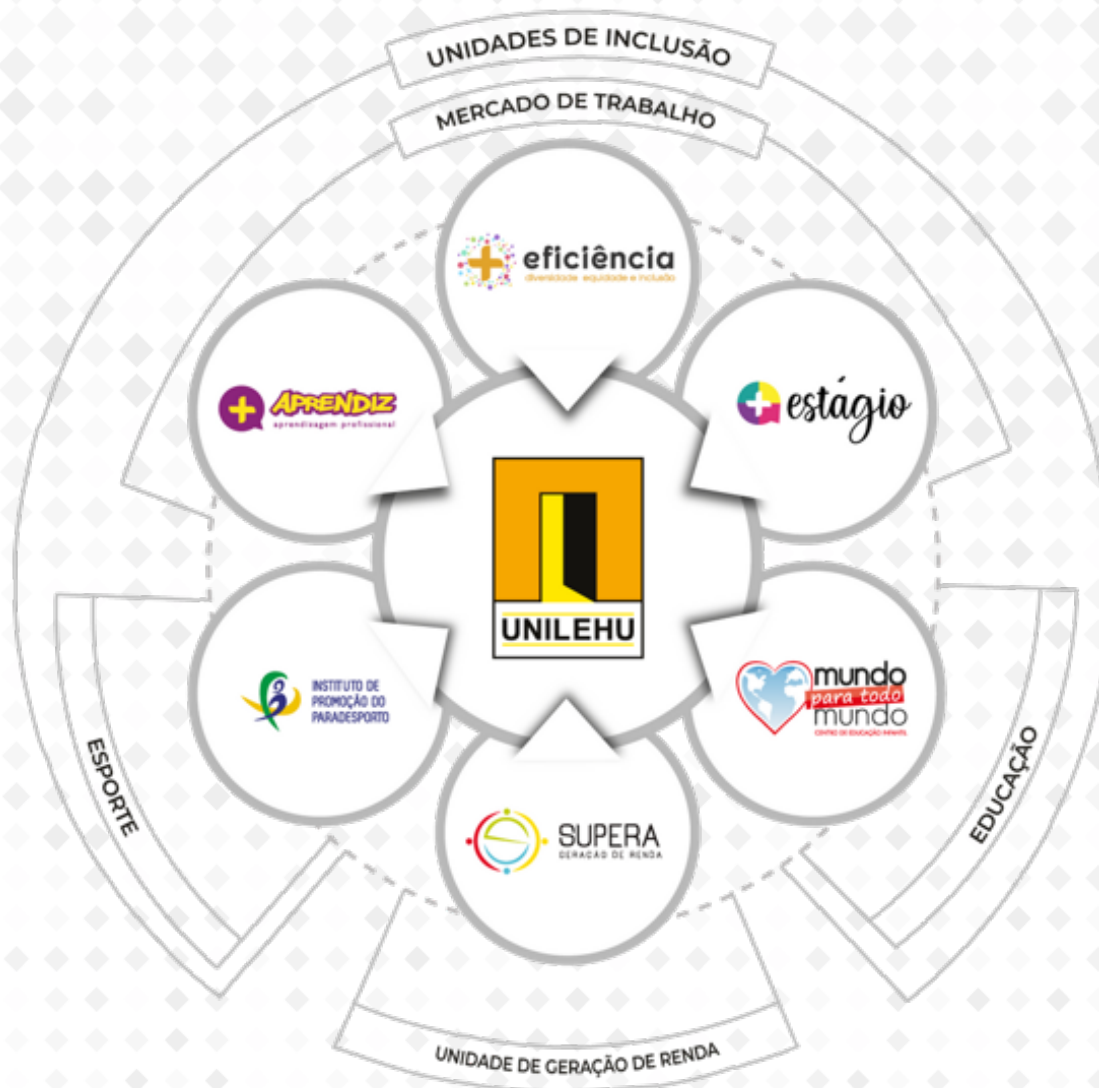 UNIDADES DE INCLUSÃO
MERCADO DE TRABALHO
+ eficiência
diversidade equidade e inclusão
+ APRENDIZ
aprendizagem profissional
+ estágio
UNILEHU
INSTITUTO DE
PROMOÇÃO DO
PARADESPORTO
mundo
para todo
mundo
CENTRO DE EDUCAÇÃO INFANTIL
ESPORTE
EDUCAÇÃO
SUPERA
GERAÇÃO DE RENDA
UNIDADE DE GERAÇÃO DE RENDA